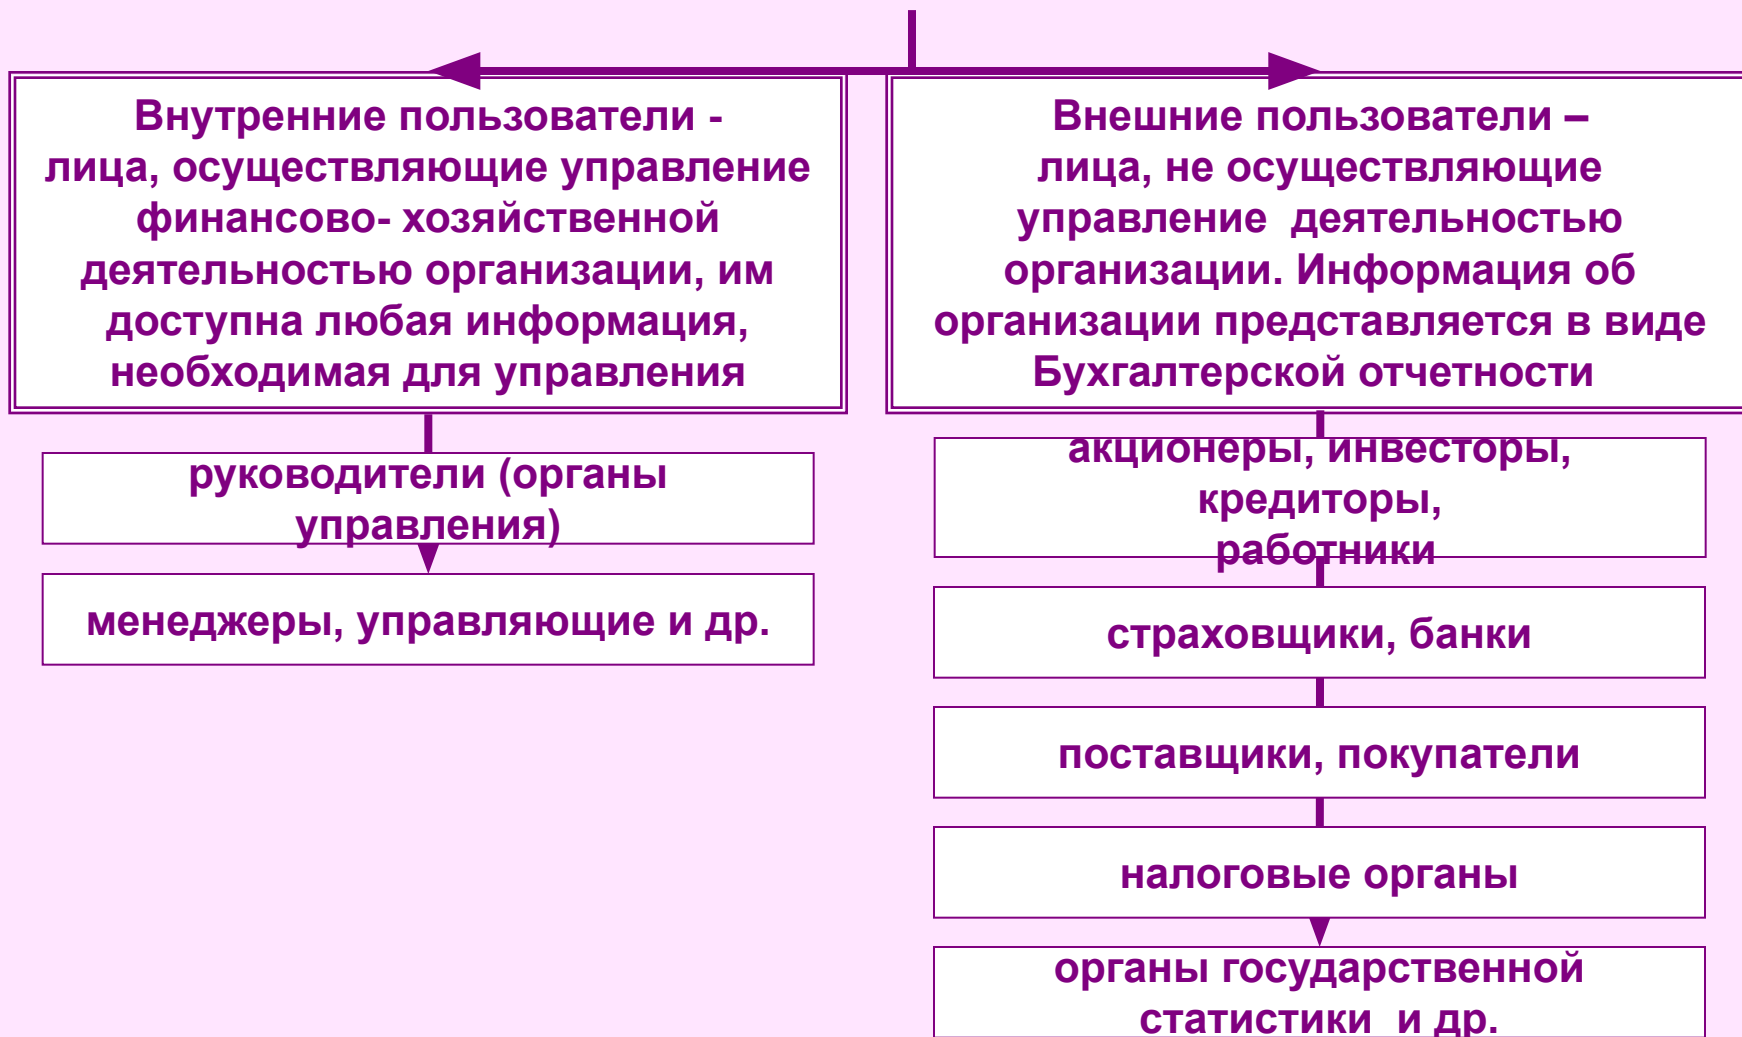 Внутренние пользователи -
лица, осуществляющие управление
финансово- хозяйственной
деятельностью организации, им
доступна любая информация,
необходимая для управления
руководители (органы
управления)
менеджеры, управляющие и др.
Внешние пользователи –
лица, не осуществляющие
управление  деятельностью
организации. Информация об
организации представляется в виде
Бухгалтерской отчетности
акционеры, инвесторы,
кредиторы,
работники
страховщики, банки
поставщики, покупатели
налоговые органы
органы государственной
статистики  и др.